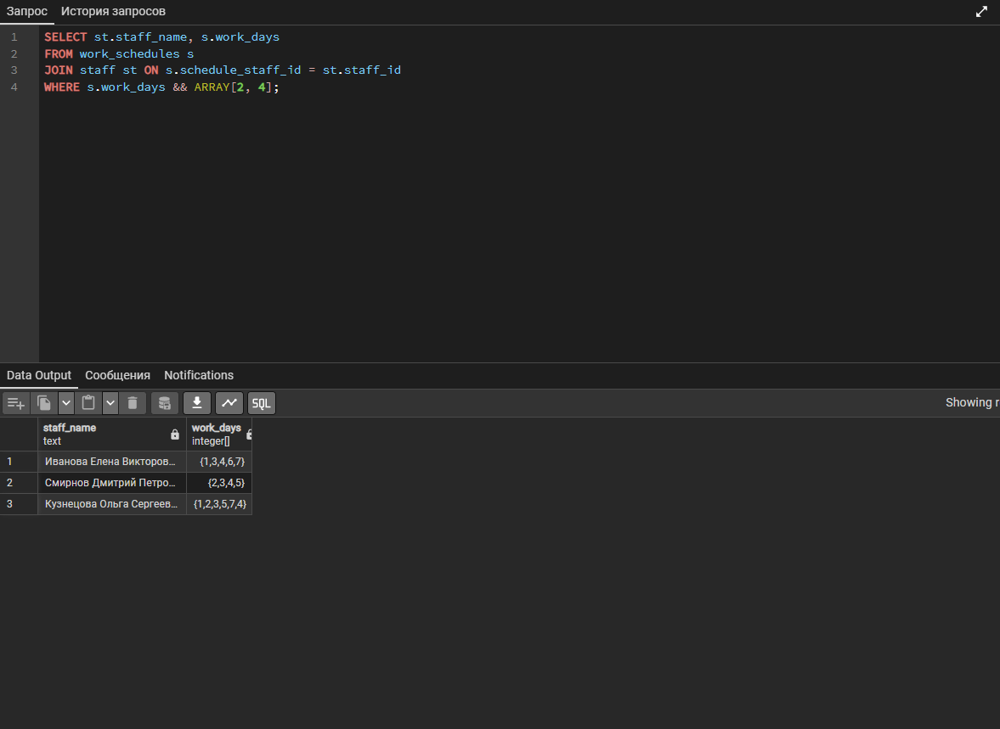 Запрос История запросов
1 SELECT st.staff_name, s.work_days
2 FROM work_schedules s
3 JOIN staff st ON s.schedule_staff_id = st.staff_id
4 WHERE s.work_days && ARRAY[2, 4];
Data Output Сообщения Notifications
SQL Showing r
staff_name work_days
text integer[]
1 Иванова Елена Викторов... {1,3,4,6,7}
2 Смирнов Дмитрий Петро... {2,3,4,5}
3 Кузнецова Ольга Сергеев... {1,2,3,5,7,4}